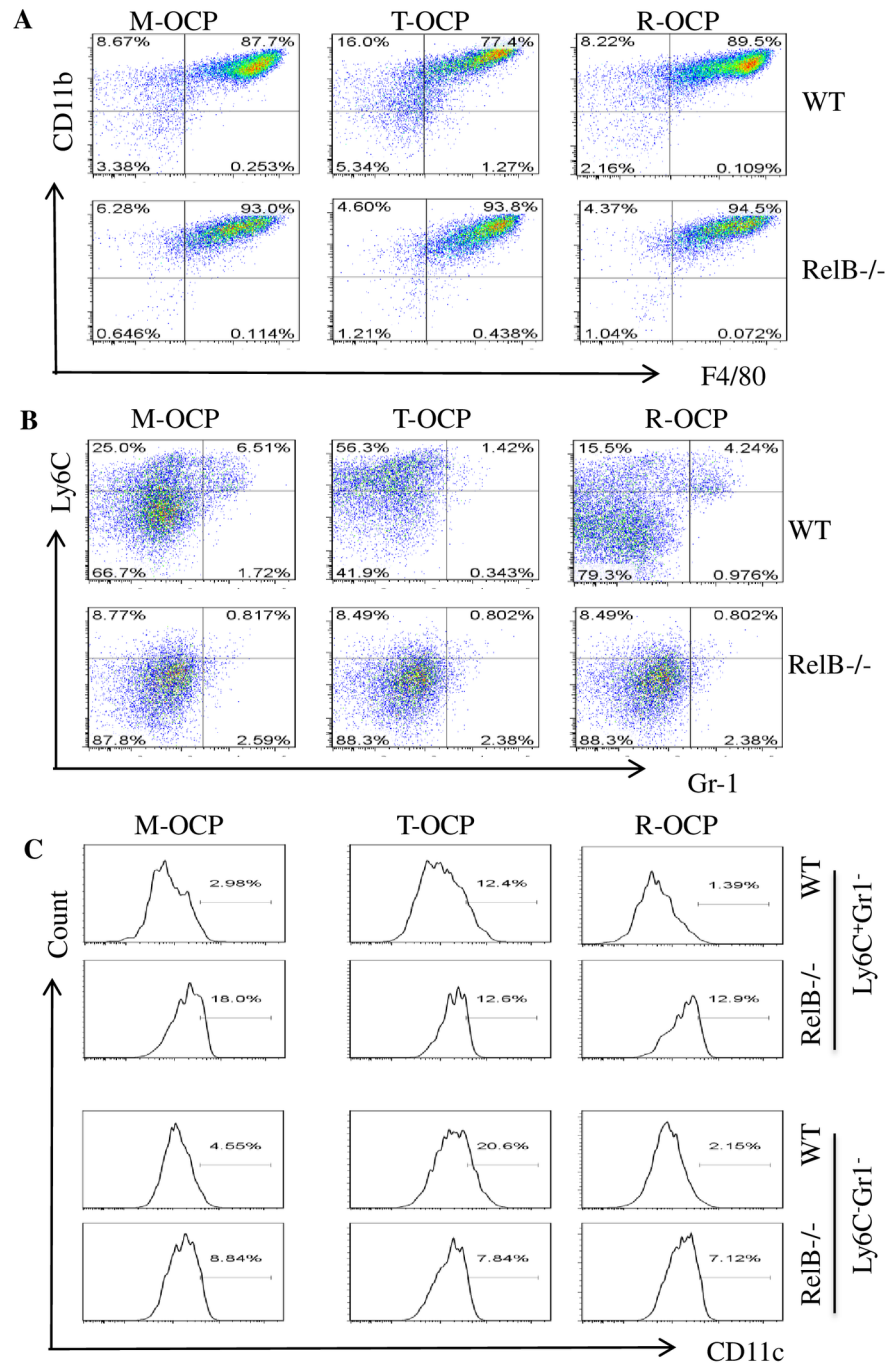 A
M-OCP T-OCP R-OCP
CD11b
8.67% 87.7% 16.0% 77.4% 8.22% 89.5%
WT
3.38% 0.253% 5.34% 1.27% 2.16% 0.109%
6.28% 93.0% 4.60% 93.8% 4.37% 94.5%
RelB-/-
0.646% 0.114% 1.21% 0.438% 1.04% 0.072%
F4/80
B
M-OCP T-OCP R-OCP
Ly6C
25.0% 6.51% 56.3% 1.42% 15.5% 4.24%
WT
66.7% 1.72% 41.9% 0.343% 79.3% 0.976%
8.77% 0.817% 8.49% 0.802% 8.49% 0.802%
RelB-/-
87.8% 2.59% 88.3% 2.38% 88.3% 2.38%
Gr-1
C
M-OCP T-OCP R-OCP
Count
2.98% 12.4% 1.39%
WT
18.0% 12.6% 12.9%
RelB-/-
Ly6C⁺Gr1⁻
4.55% 20.6% 2.15%
WT
8.84% 7.84% 7.12%
RelB-/-
Ly6C⁻Gr1⁻
CD11c